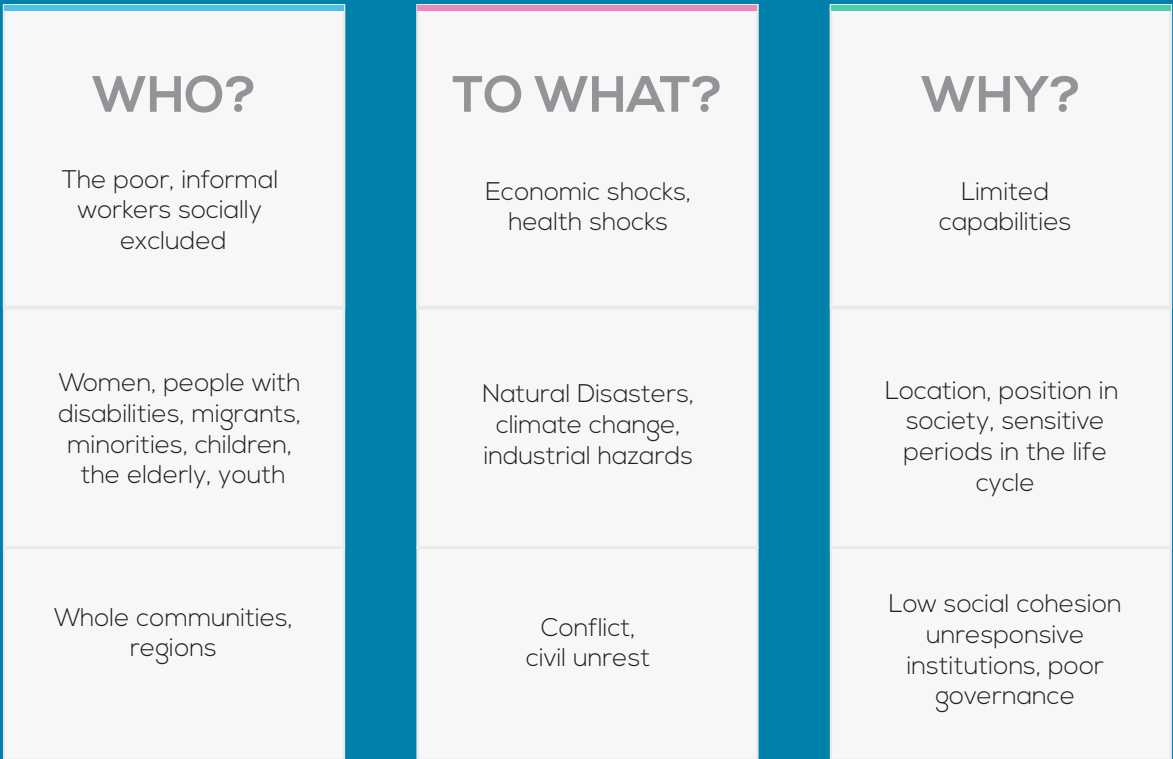 WHO?
The poor, informal
workers socially
excluded
Women, people with
disabilities, migrants,
minorities, children,
the elderly, youth
Whole communities,
regions
TO WHAT?
Economic shocks,
health shocks
Natural Disasters,
climate change,
industrial hazards
Conflict,
civil unrest
WHY?
Limited
capabilities
Location, position in
society, sensitive
periods in the life
cycle
Low social cohesion
unresponsive
institutions, poor
governance